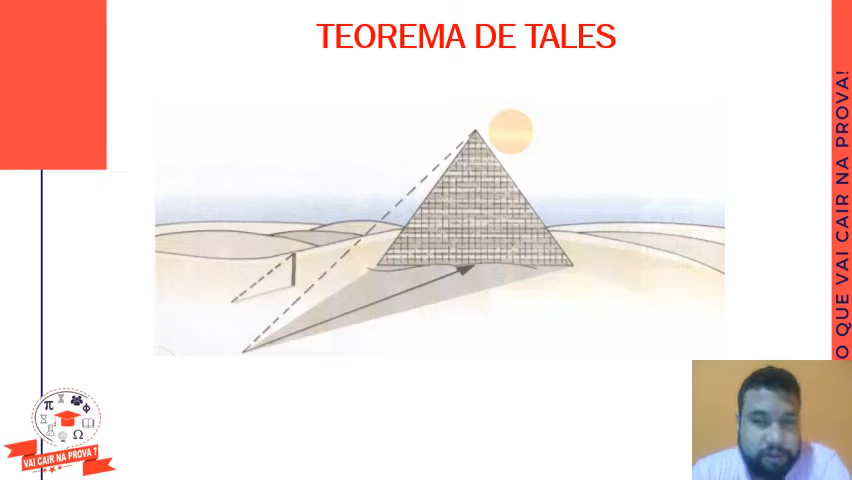 TEOREMA DE TALES
O QUE VAI CAIR NA PROVA!
π
Φ
Ω
VAI CAIR NA PROVA ?